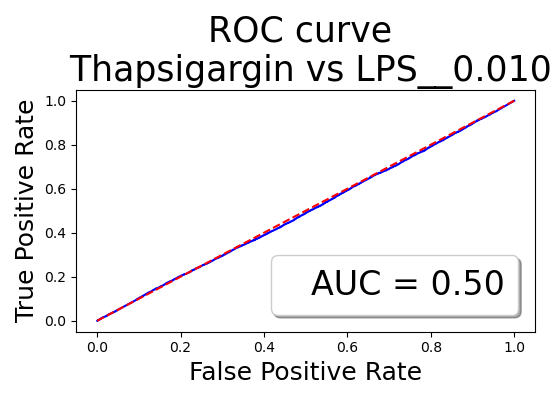 ROC curve
Thapsigargin vs LPS__0.010
True Positive Rate
1.0
0.8
0.6
0.4
0.2
0.0
AUC = 0.50
0.0 0.2 0.4 0.6 0.8 1.0
False Positive Rate